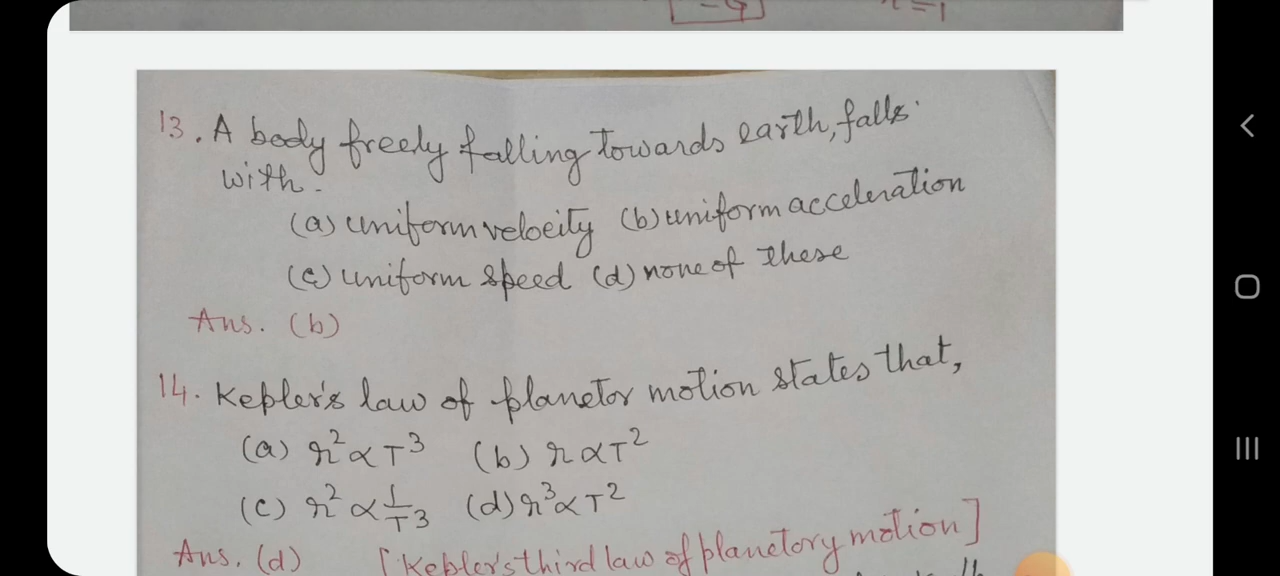 -4 r=1
13. A body freely falling towards earth, falls
with.
(a) uniform velocity (b) uniform acceleration
(c) uniform speed (d) none of these
Ans. (b)
14. Kepler's law of planetor motion states that,
(a) r² ∝ T³ (b) r ∝ T²
(c) r² ∝ 1/T³ (d) r³ ∝ T²
Ans. (d) [Kepler's third law of planetory motion]